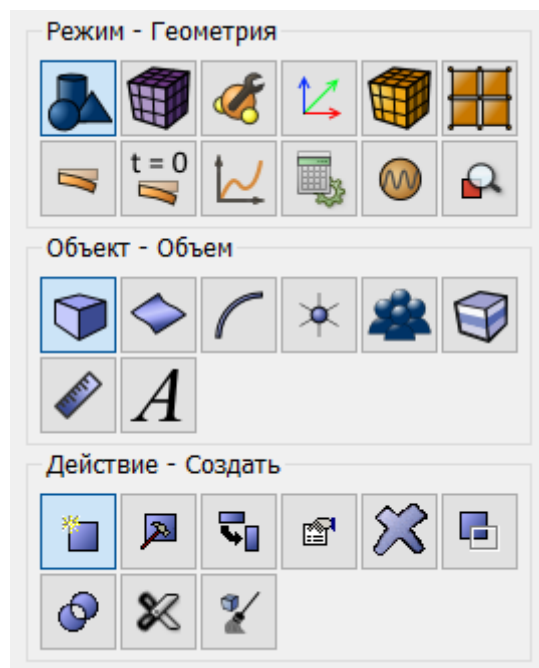 Режим - Геометрия
t = 0
Объект - Объем
A
Действие - Создать